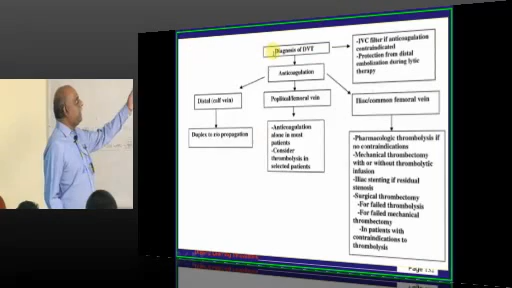 -Diagnosis of DVT
-IVC filter if anticoagulation
contraindicated
-Protection from distal
embolization during lytic
therapy
Anticoagulation
Distal (calf vein)
Popliteal/femoral vein
Iliac/common femoral vein
Duplex to r/o propagation
-Anticoagulation
alone in most
patients
-Consider
thrombolysis in
selected patients
-Pharmacologic thrombolysis if
no contraindications
-Mechanical thrombectomy
with or without thrombolytic
infusion
-Iliac stenting if residual
stenosis
-Surgical thrombectomy
-For failed thrombolysis
-For failed mechanical
thrombectomy
-In patients with
contraindications to
thrombolysis
Page